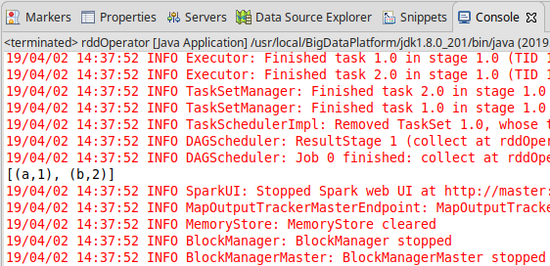 Markers Properties Servers Data Source Explorer Snippets Console
<terminated> rddOperator [Java Application] /usr/local/BigDataPlatform/jdk1.8.0_201/bin/java (2019
19/04/02 14:37:52 INFO Executor: Finished task 1.0 in stage 1.0 (TID
19/04/02 14:37:52 INFO Executor: Finished task 2.0 in stage 1.0 (TID
19/04/02 14:37:52 INFO TaskSetManager: Finished task 2.0 in stage 1.0
19/04/02 14:37:52 INFO TaskSetManager: Finished task 1.0 in stage 1.0
19/04/02 14:37:52 INFO TaskSchedulerImpl: Removed TaskSet 1.0, whose t
19/04/02 14:37:52 INFO DAGScheduler: ResultStage 1 (collect at rddOper
19/04/02 14:37:52 INFO DAGScheduler: Job 0 finished: collect at rddOpe
[(a,1), (b,2)]
19/04/02 14:37:52 INFO SparkUI: Stopped Spark web UI at http://master:
19/04/02 14:37:52 INFO MapOutputTrackerMasterEndpoint: MapOutputTracke
19/04/02 14:37:52 INFO MemoryStore: MemoryStore cleared
19/04/02 14:37:52 INFO BlockManager: BlockManager stopped
19/04/02 14:37:52 INFO BlockManagerMaster: BlockManagerMaster stopped